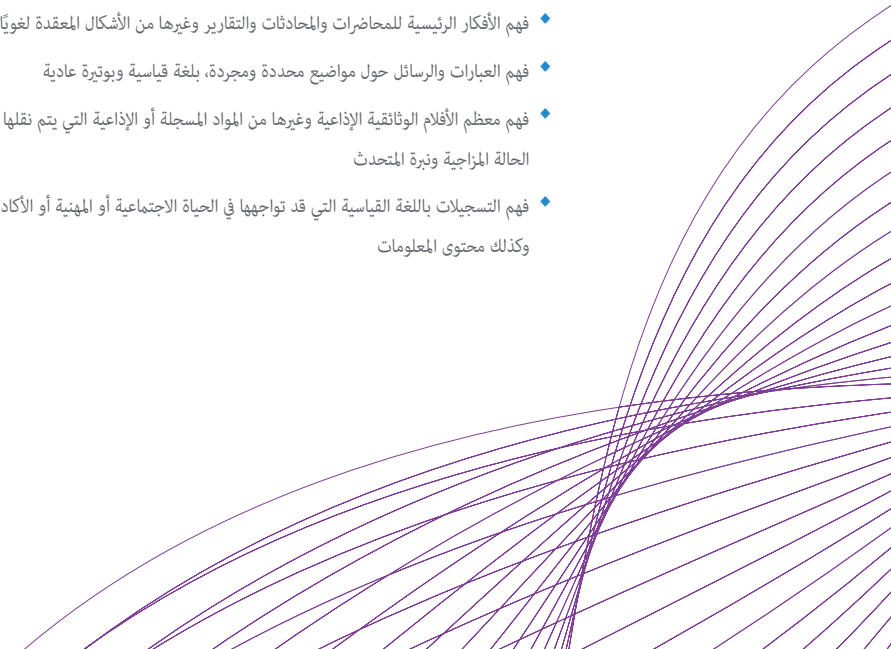 فهم الأفكار الرئيسية للمحاضرات والمحادثات والتقارير وغيرها من الأشكال المعقدة لغويًا
فهم العبارات والرسائل حول مواضيع محددة ومجردة، بلغة قياسية وبوتيرة عادية
فهم معظم الأفلام الوثائقية الإذاعية وغيرها من المواد المسجلة أو الإذاعية التي يتم نقلها
الحالة المزاجية ونبرة المتحدث
فهم التسجيلات باللغة القياسية التي قد تواجهها في الحياة الاجتماعية أو المهنية أو
وكذلك محتوى المعلومات